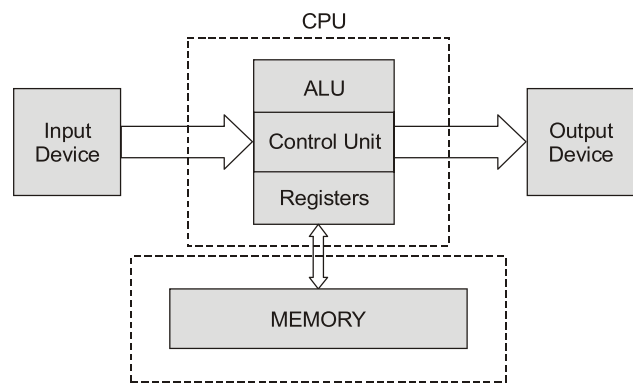 CPU
ALU
Input
Device
Control Unit
Output
Device
Registers
MEMORY